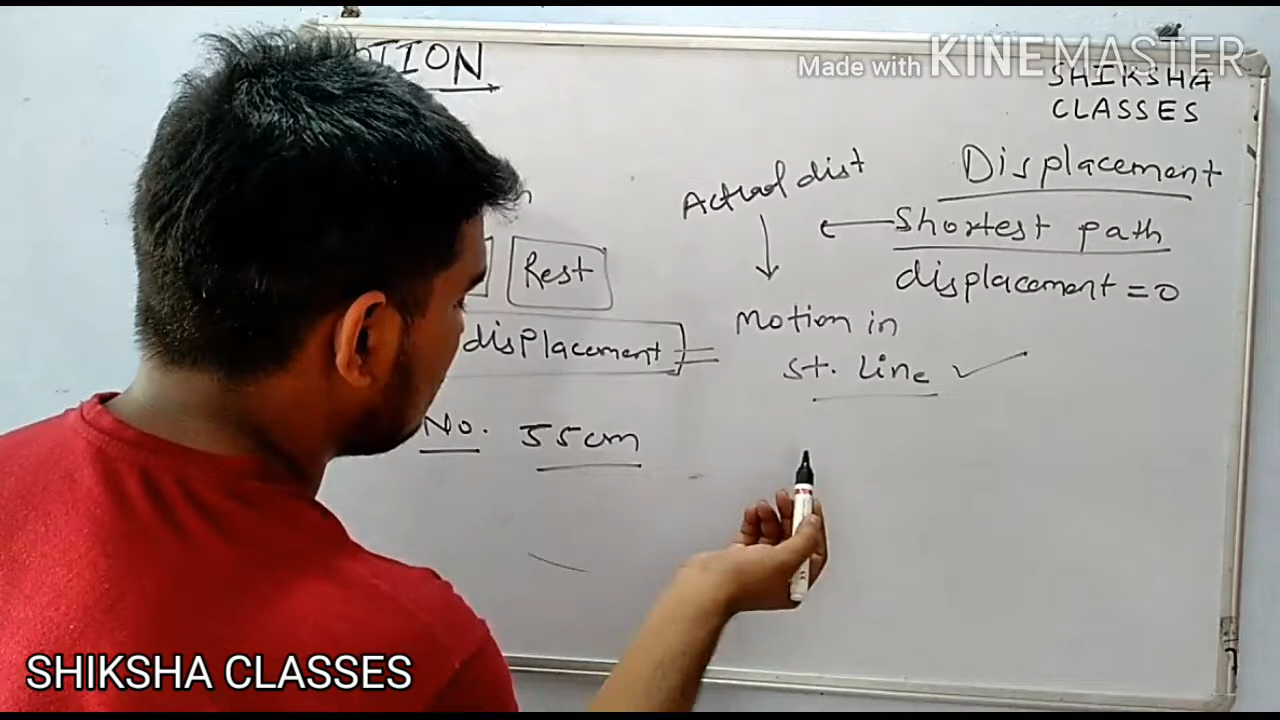 Made with KINEMASTER
SHIKSHA
CLASSES
Displacement
Actual dist
Shortest path
displacement = 0
Rest
Motion in
St. Line
displacement
No. 55cm
SHIKSHA CLASSES